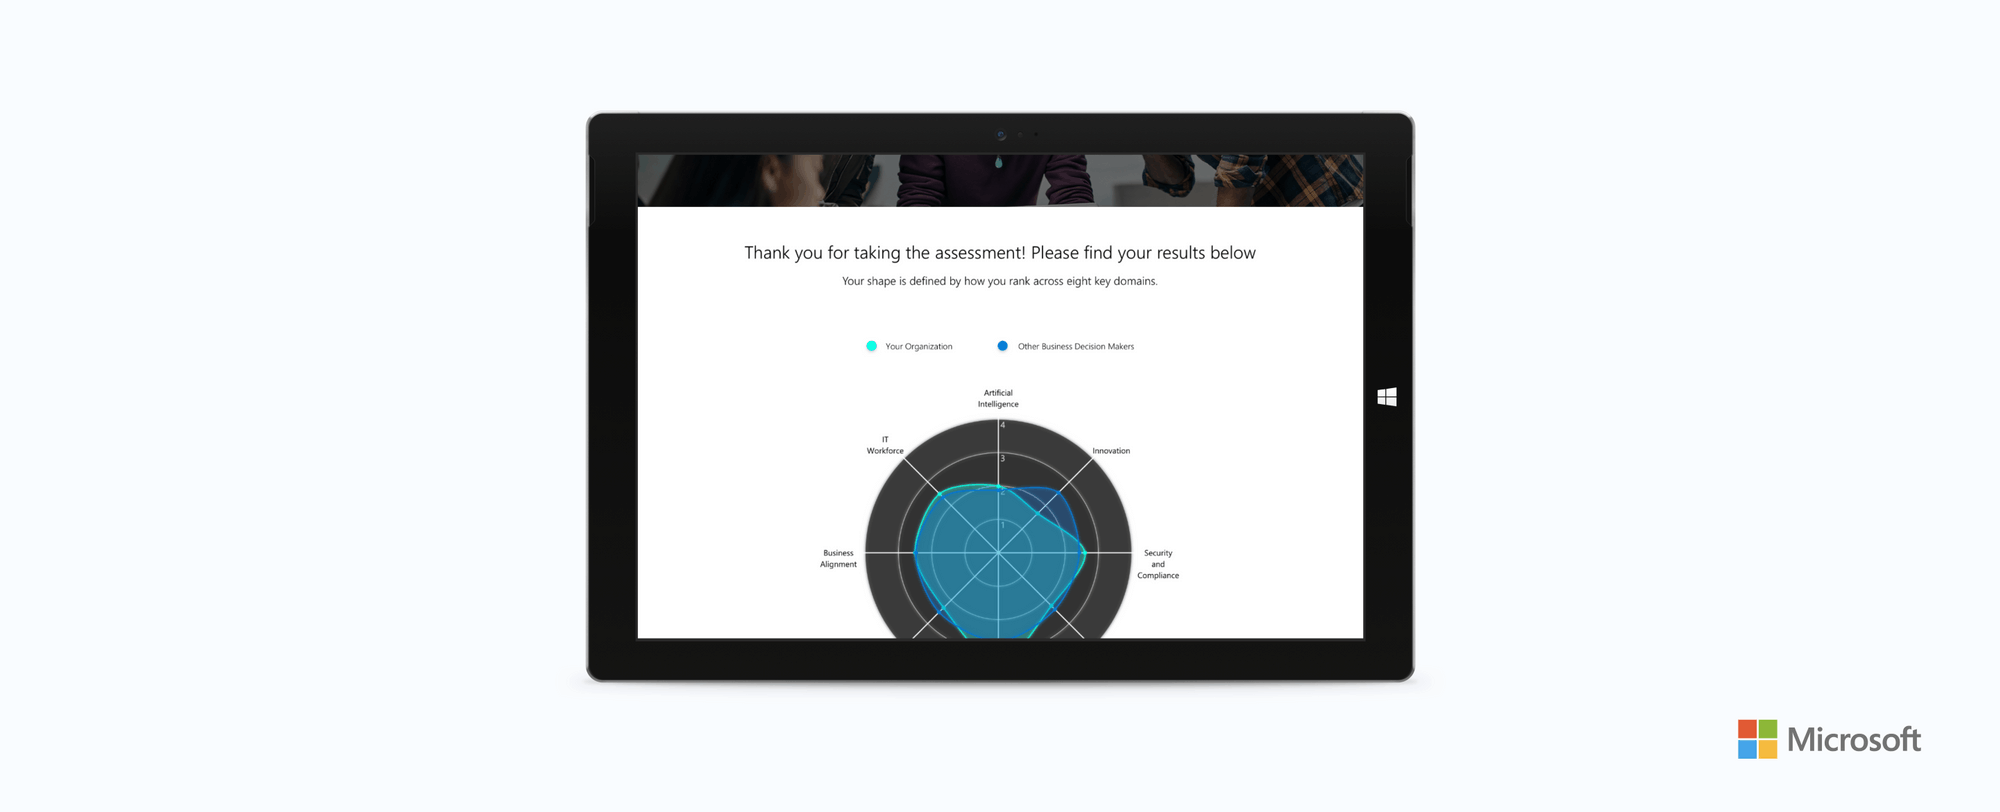 Thank you for taking the assessment! Please find your results below
Your shape is defined by how you rank across eight key domains.
Your Organization
Other Business Decision Makers
Artificial
Intelligence
IT
Workforce
Innovation
4
3
2
1
Business
Alignment
Security
and
Compliance
Microsoft